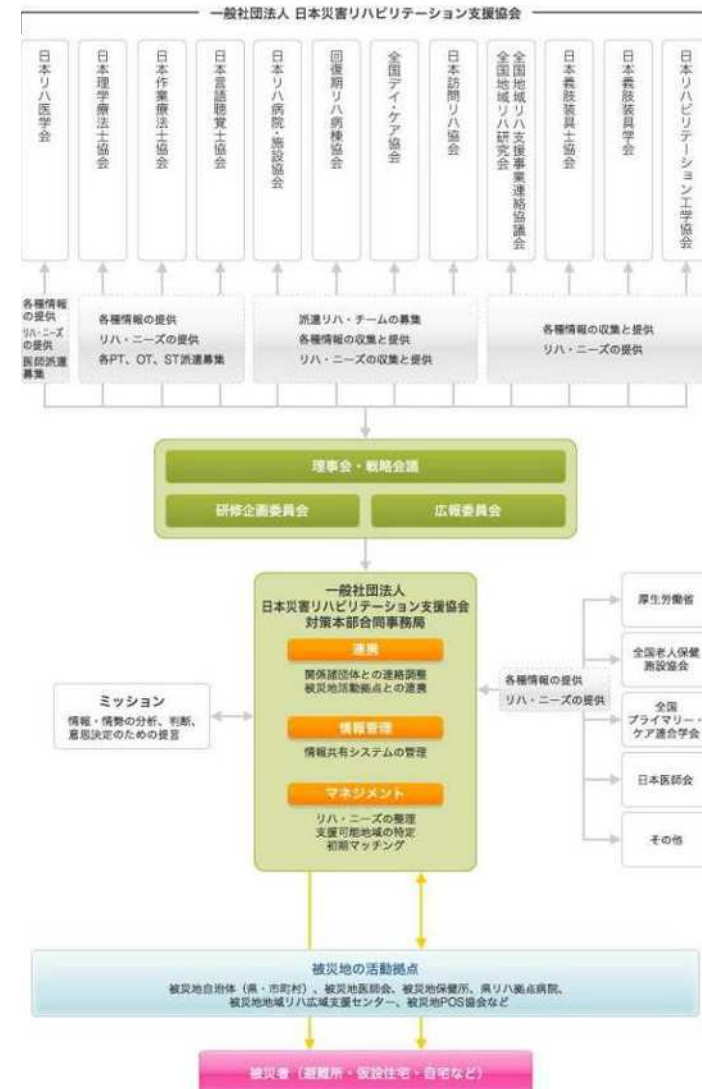 一般社団法人 日本災害リハビリテーション支援協会
日本リハ医学会
日本理学療法士協会
日本作業療法士協会
日本言語聴覚士協会
日本リハ病院・施設協会
回復期リハ病棟協会
全国デイ・ケア協会
日本訪問リハ協会
全国地域リハ支援事業連絡協議会
全国地域リハ研究会
日本義肢装具士協会
日本義肢装具学会
日本リハビリテーション工学協会
各種情報
の提供
リハ・ニーズ
の提供
医師派遣
募集
各種情報の提供
リハ・ニーズの提供
各PT、OT、ST派遣募集
派遣リハ・チームの募集
各種情報の収集と提供
リハ・ニーズの収集と提供
各種情報の収集と提供
リハ・ニーズの提供
理事会・戦略会議
研修企画委員会
広報委員会
一般社団法人
日本災害リハビリテーション支援協会
対策本部合同事務局
連携
関係諸団体との連絡調整
被災地活動拠点との連携
情報管理
情報共有システムの管理
マネジメント
リハ・ニーズの整理
支援可能地域の特定
初期マッチング
ミッション
情報・情勢の分析、判断、
意思決定のための提言
各種情報の提供
リハ・ニーズの提供
厚生労働省
全国老人保健
施設協会
全国
プライマリー・
ケア連合学会
日本医師会
その他
被災地の活動拠点
被災地自治体（県・市町村）、被災地医師会、被災地保健所、県リハ拠点病院、
被災地地域リハ広域支援センター、被災地POS協会など
被災者（避難所・仮設住宅・自宅など）